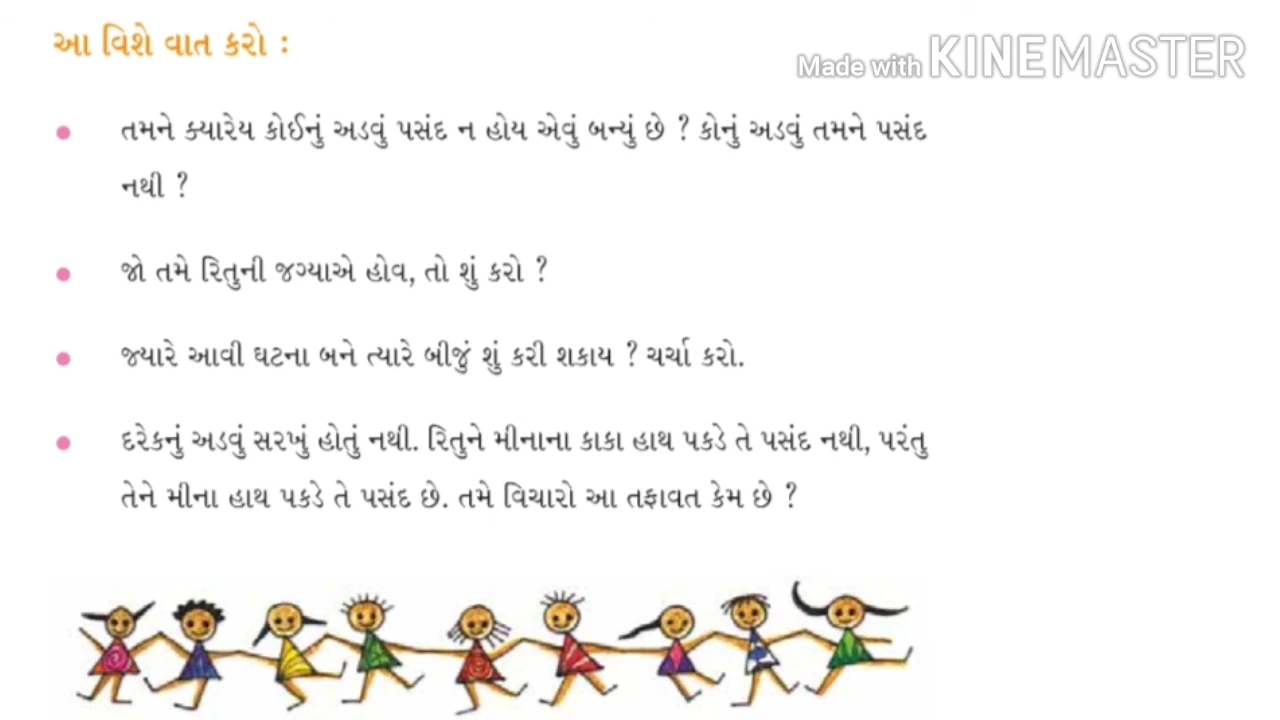 આ વિશે વાત કરો :
Made with KINEMASTER
• તમને ક્યારેય કોઈનું અડવું પસંદ ન હોય એવું બન્યું છે ? કોનું અડવું તમને પસંદ
નથી ?
• જો તમે રિતુની જગ્યાએ હોવ, તો શું કરો ?
• જ્યારે આવી ઘટના બને ત્યારે બીજું શું કરી શકાય ? ચર્ચા કરો.
• દરેકનું અડવું સરખું હોતું નથી. રિતુને મીનાના કાકા હાથ પકડે તે પસંદ નથી, પરંતુ
તેને મીના હાથ પકડે તે પસંદ છે. તમે વિચારો આ તફાવત કેમ છે ?